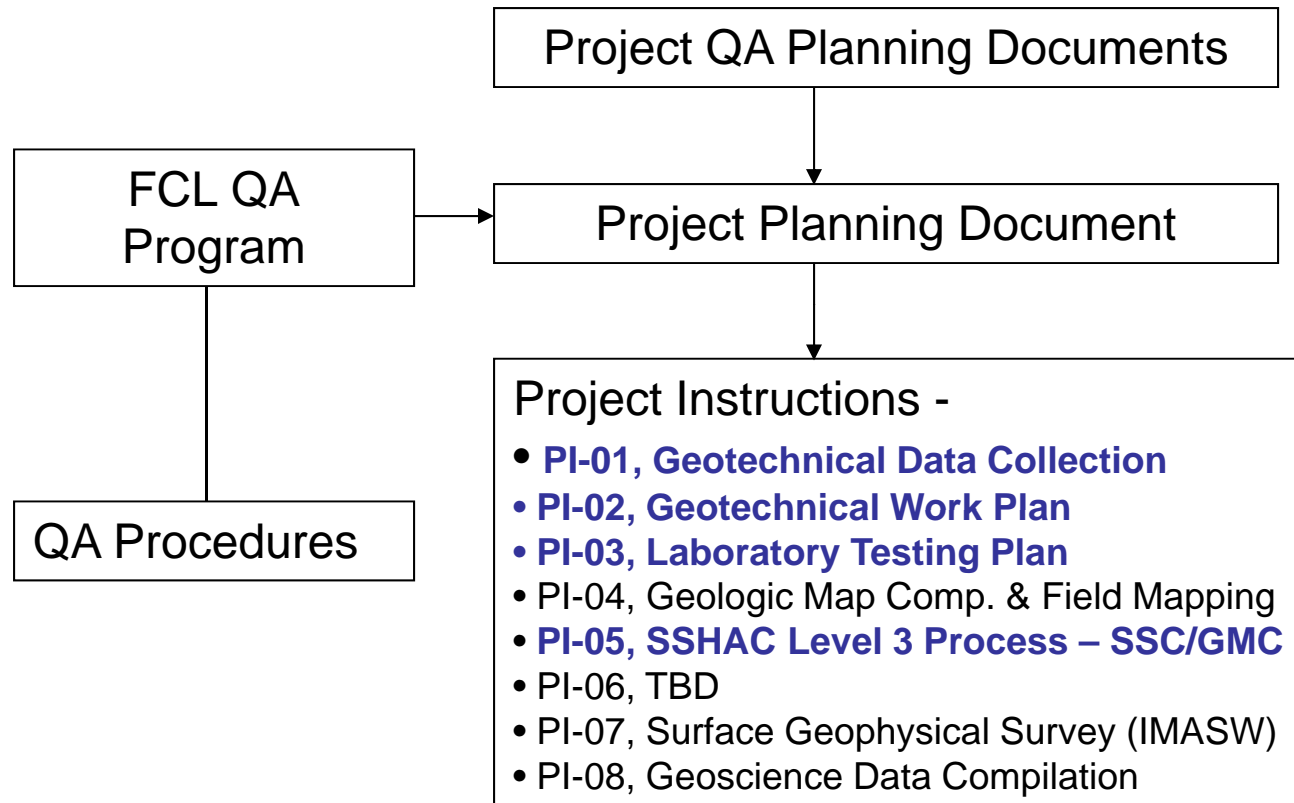 Project QA Planning Documents
FCL QA
Program
Project Planning Document
QA Procedures
Project Instructions -
• PI-01, Geotechnical Data Collection
• PI-02, Geotechnical Work Plan
• PI-03, Laboratory Testing Plan
• PI-04, Geologic Map Comp. & Field Mapping
• PI-05, SSHAC Level 3 Process – SSC/GMC
• PI-06, TBD
• PI-07, Surface Geophysical Survey (IMASW)
• PI-08, Geoscience Data Compilation